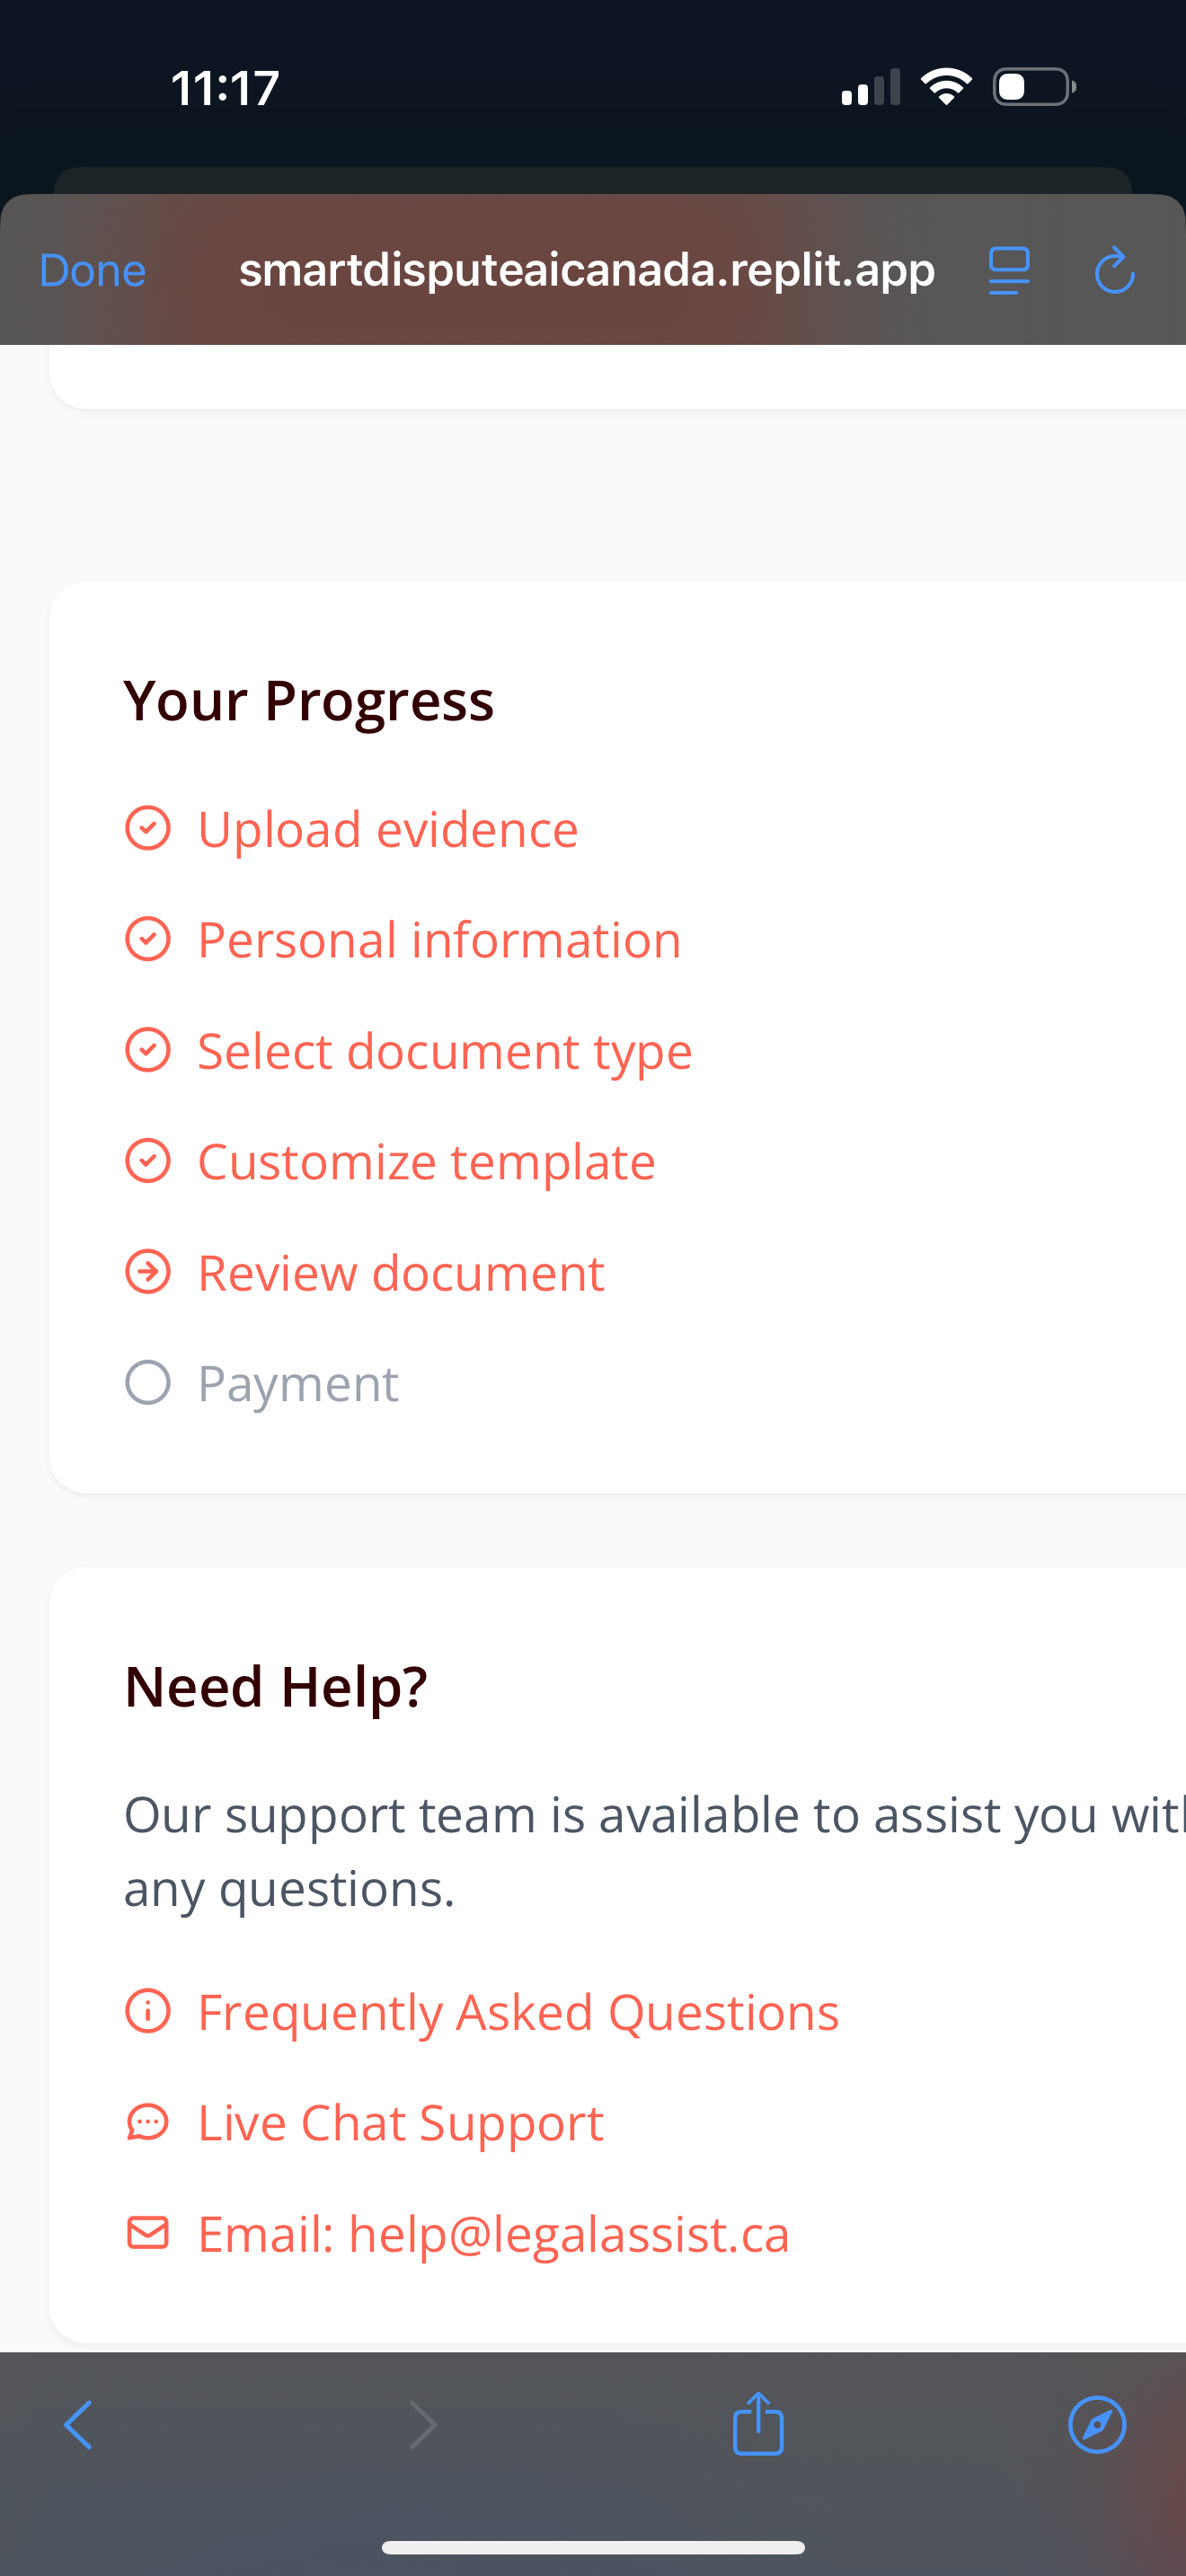 11:17
Done smartdisputeaicanada.replit.app
Your Progress
Upload evidence
Personal information
Select document type
Customize template
Review document
Payment
Need Help?
Our support team is available to assist you wit
any questions.
Frequently Asked Questions
Live Chat Support
Email: help@legalassist.ca